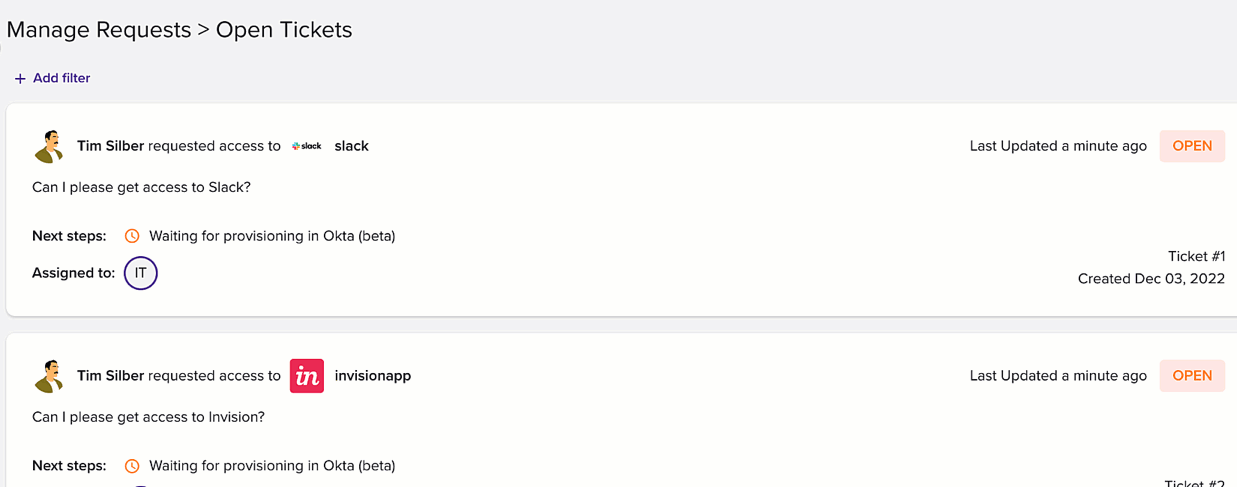 Manage Requests > Open Tickets
+ Add filter
Tim Silber requested access to slack slack Last Updated a minute ago OPEN
Can I please get access to Slack?
Next steps: Waiting for provisioning in Okta (beta)
Assigned to: IT
Ticket #1
Created Dec 03, 2022
Tim Silber requested access to in invisionapp Last Updated a minute ago OPEN
Can I please get access to Invision?
Next steps: Waiting for provisioning in Okta (beta)
Ticket #2